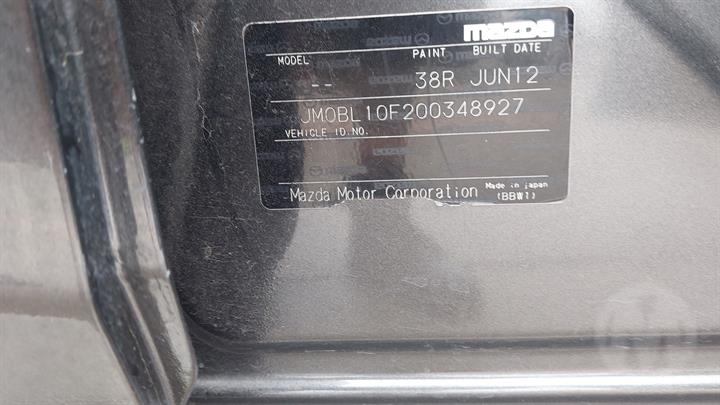 mazda
MODEL PAINT BUILT DATE
-- 38R JUN12
JM0BL10F200348927
VEHICLE ID.NO.
Mazda Motor Corporation Made in japan
(BBW1)